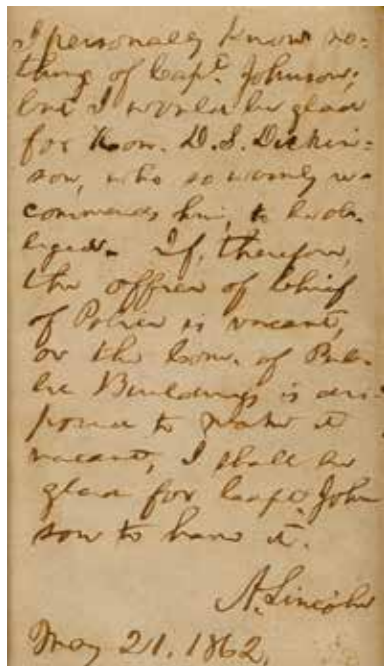 I personally know no-
thing of Capt. Johnson;
but I would be glad
for Hon. D. S. Dickin-
son, who so warmly re-
commends him, to be ob-
liged. If, therefore,
the office of Chief
of Police is vacant,
or the Com. of Pub-
lic Buildings is dis-
posed to make it
vacant, I shall be
glad for Capt. John
son to have it.
A. Lincoln
May 21. 1862.